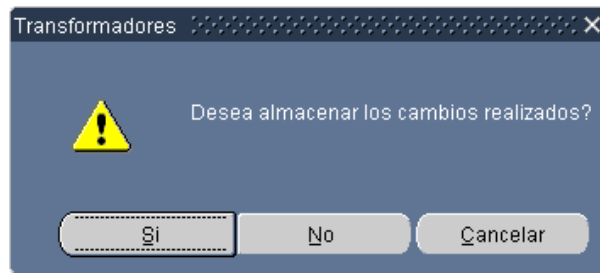 Transformadores
Desea almacenar los cambios realizados?
Si
No
Cancelar